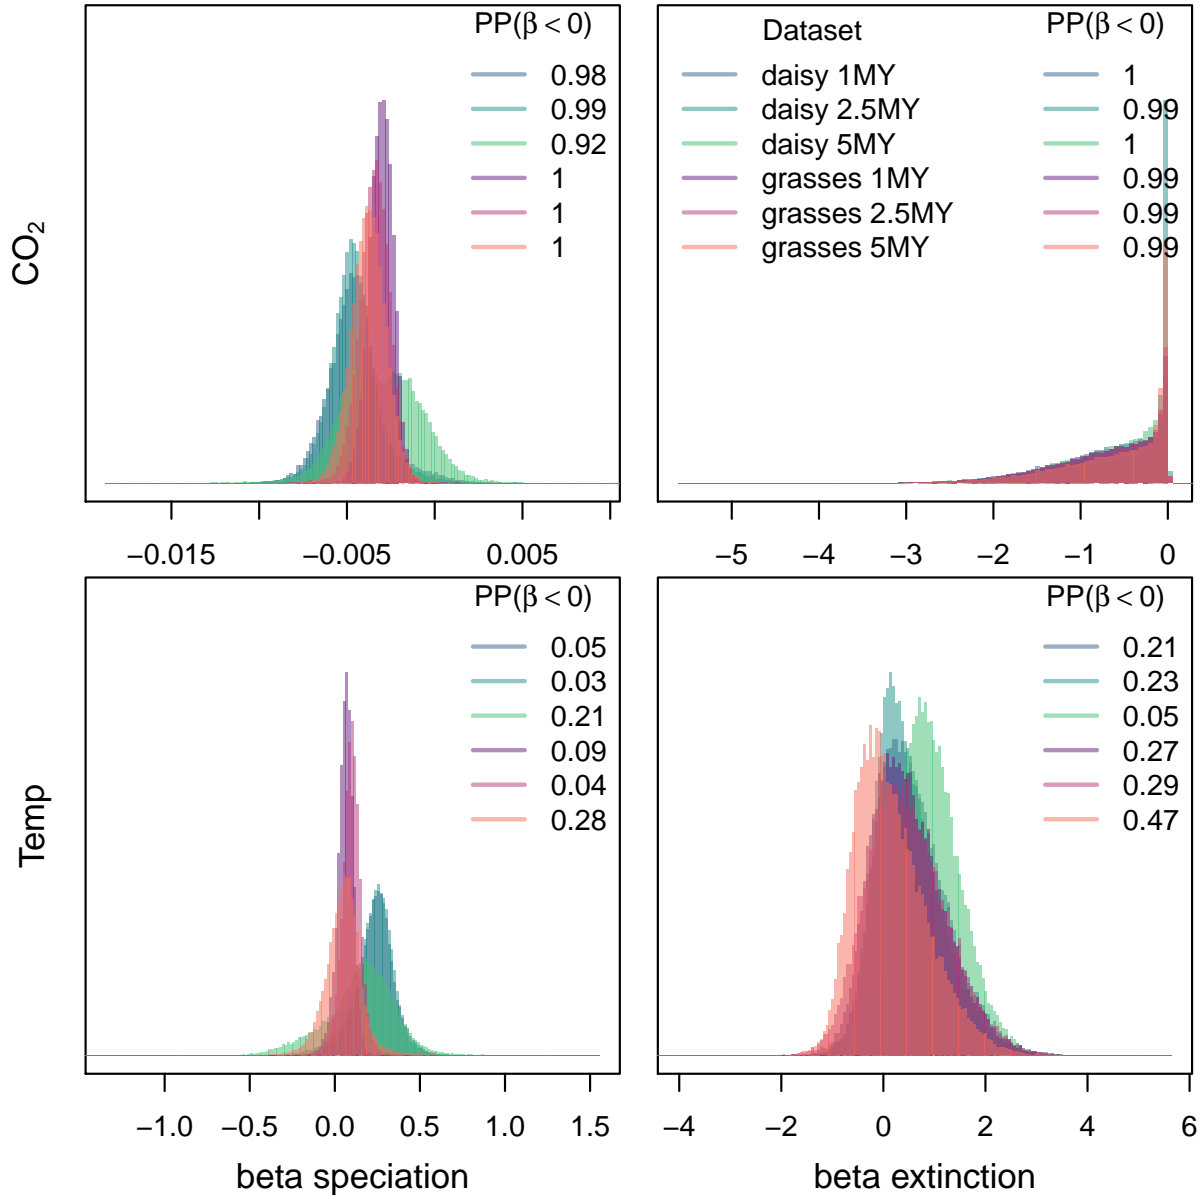 PP(β < 0)
0.98
0.99
0.92
1
1
1
CO₂
−0.015 −0.005 0.005
Dataset PP(β < 0)
daisy 1MY 1
daisy 2.5MY 0.99
daisy 5MY 1
grasses 1MY 0.99
grasses 2.5MY 0.99
grasses 5MY 0.99
−5 −4 −3 −2 −1 0
PP(β < 0)
0.05
0.03
0.21
0.09
0.04
0.28
Temp
−1.0 −0.5 0.0 0.5 1.0 1.5
beta speciation
PP(β < 0)
0.21
0.23
0.05
0.27
0.29
0.47
−4 −2 0 2 4 6
beta extinction